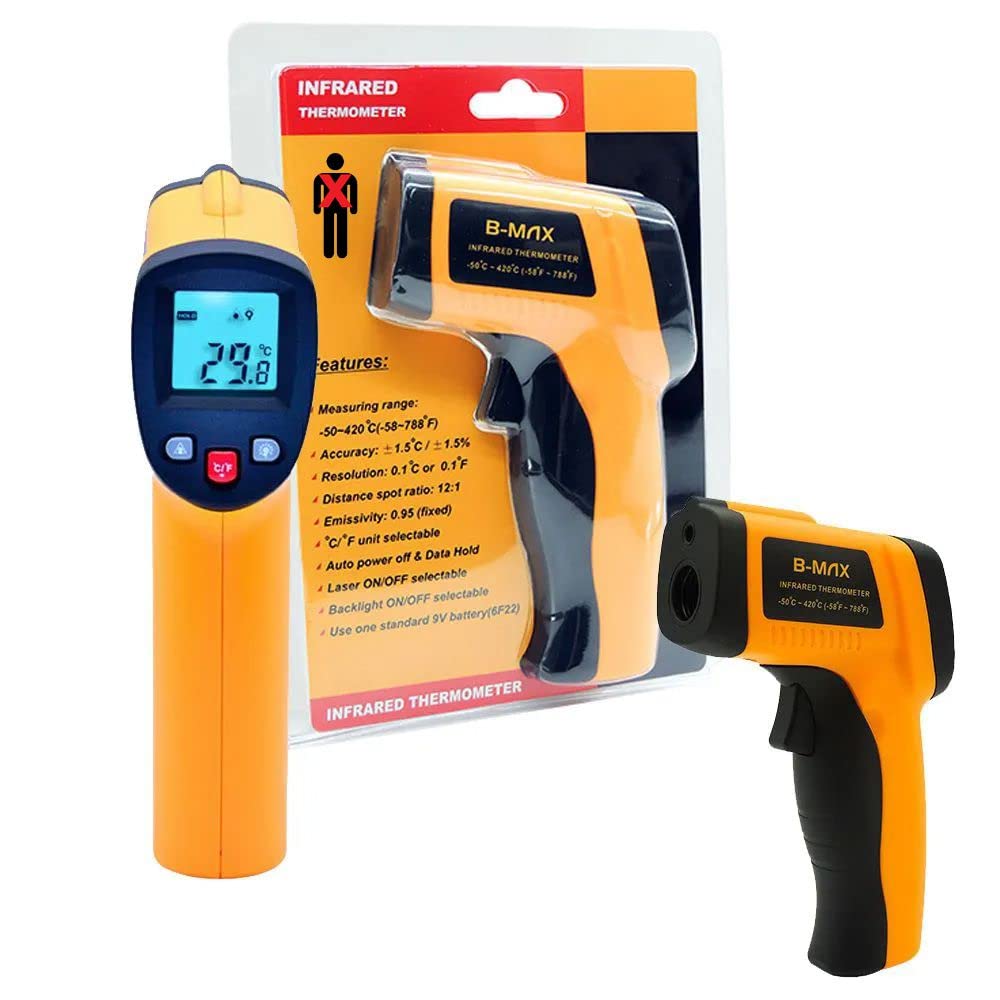 INFRARED
THERMOMETER
B-MAX
INFRARED THERMOMETER
-50°C ~ 420°C (-58°F ~ 788°F)
HOLD
29.8 °C
°C/°F
Features:
Measuring range:
-50~420°C(-58~788°F)
Accuracy: ±1.5°C / ±1.5%
Resolution: 0.1°C or 0.1°F
Distance spot ratio: 12:1
Emissivity: 0.95 (fixed)
°C/°F unit selectable
Auto power off & Data Hold
Laser ON/OFF selectable
Backlight ON/OFF selectable
Use one standard 9V battery(6F22)
INFRARED THERMOMETER
B-MAX
INFRARED THERMOMETER
-50°C ~ 420°C (-58°F ~ 788°F)